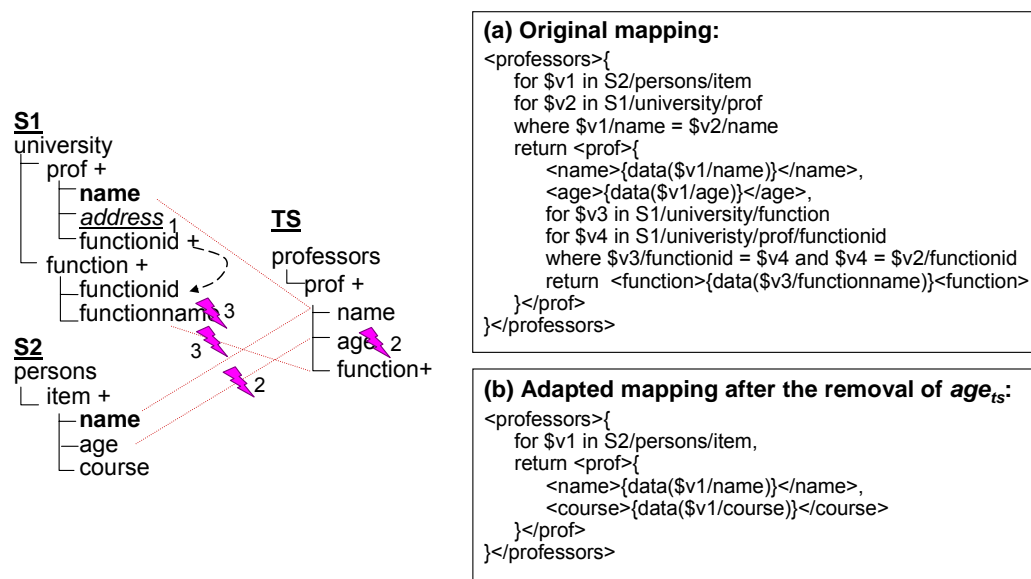 S1
university
prof +
name
address 1
functionid +
function +
functionid
functionname 3
3
S2
persons
item +
name
age
course
TS
professors
prof +
name
age 2
function+
2
(a) Original mapping:
<professors>{
for $v1 in S2/persons/item
for $v2 in S1/university/prof
where $v1/name = $v2/name
return <prof>{
<name>{data($v1/name)}</name>,
<age>{data($v1/age)}</age>,
for $v3 in S1/university/function
for $v4 in S1/univeristy/prof/functionid
where $v3/functionid = $v4 and $v4 = $v2/functionid
return <function>{data($v3/functionname)}<function>
}</prof>
}</professors>
(b) Adapted mapping after the removal of age_ts:
<professors>{
for $v1 in S2/persons/item,
return <prof>{
<name>{data($v1/name)}</name>,
<course>{data($v1/course)}</course>
}</prof>
}</professors>